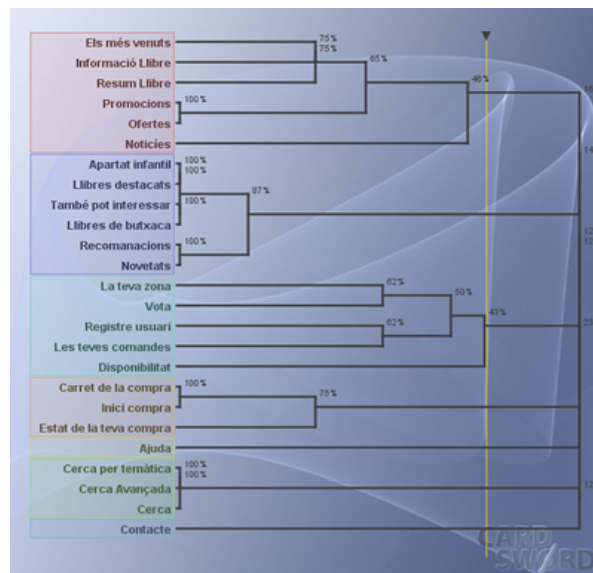 Els més venuts 75%
75%
Informació Llibre 65%
Resum Llibre 46%
Promocions 100%
Ofertes
Noticíes
Apartat infantil 100%
100%
Llibres destacats 87%
També pot interessar 100%
Llibres de butxaca
Recomanacions 100%
Novetats
La teva zona 62%
Vota 50%
Registre usuari 62% 43%
Les teves comandes
Disponibilitat
Carret de la compra 100%
Inici compra 75%
Estat de la teva compra
Ajuda
Cerca per temàtica 100%
100%
Cerca Avançada
Cerca
Contacte
CARD
SWORD